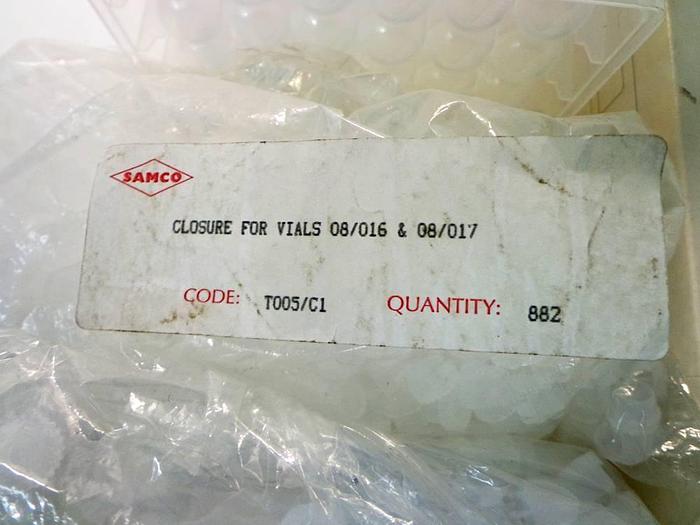 SAMCO
CLOSURE FOR VIALS 08/016 & 08/017
CODE: T005/C1 QUANTITY: 882